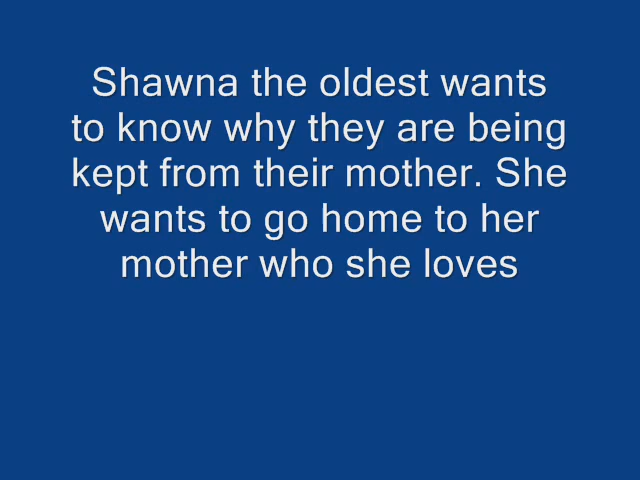 Shawna the oldest wants
to know why they are being
kept from their mother. She
wants to go home to her
mother who she loves